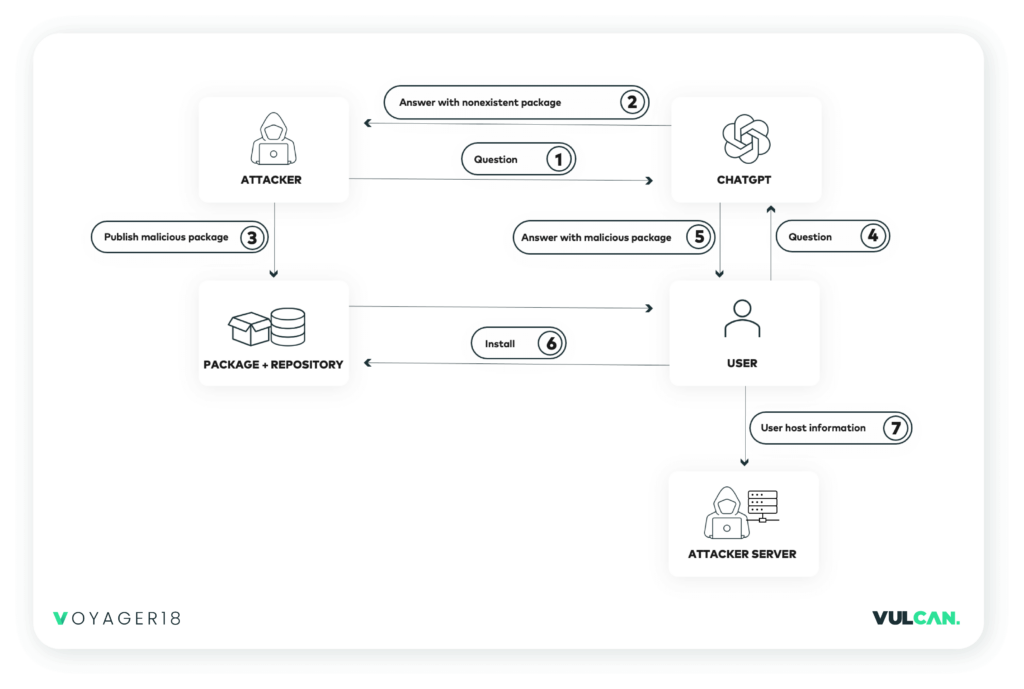 Answer with nonexistent package 2
Question 1
ATTACKER
CHATGPT
Publish malicious package 3
Answer with malicious package 5
Question 4
Install 6
PACKAGE + REPOSITORY
USER
User host information 7
ATTACKER SERVER
VOYAGER18
VULCAN.